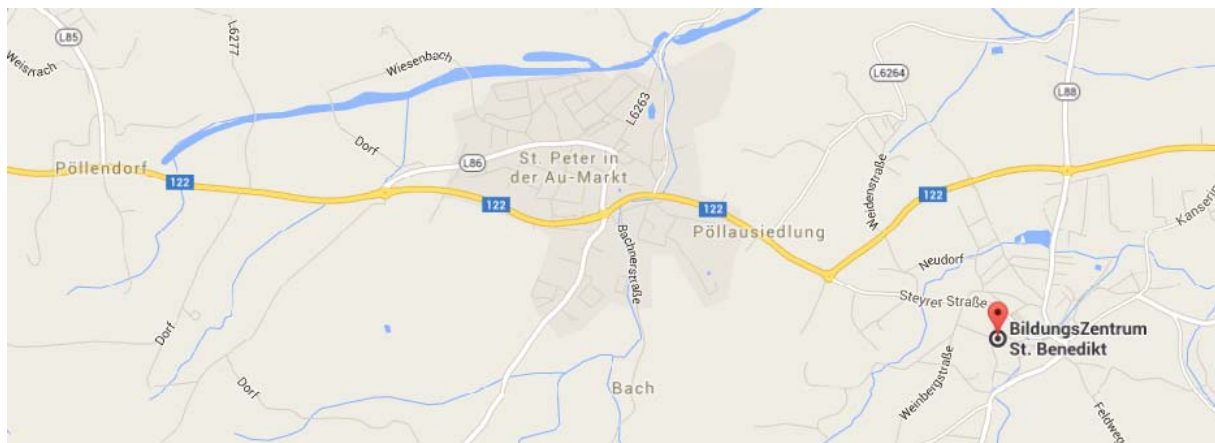 L85
Weismach
L6277
Wiesenbach
L6263
L6264
L88
Pöllendorf
122
Dorf
L86
St. Peter in
der Au-Markt
122
122
Pöllausiedlung
Weidenstraße
122
Kanserin
Bachnerstraße
Neudorf
Steyrer Straße
BildungsZentrum
St. Benedikt
Dorf
Dorf
Bach
Weinbergstraße
Feldweg